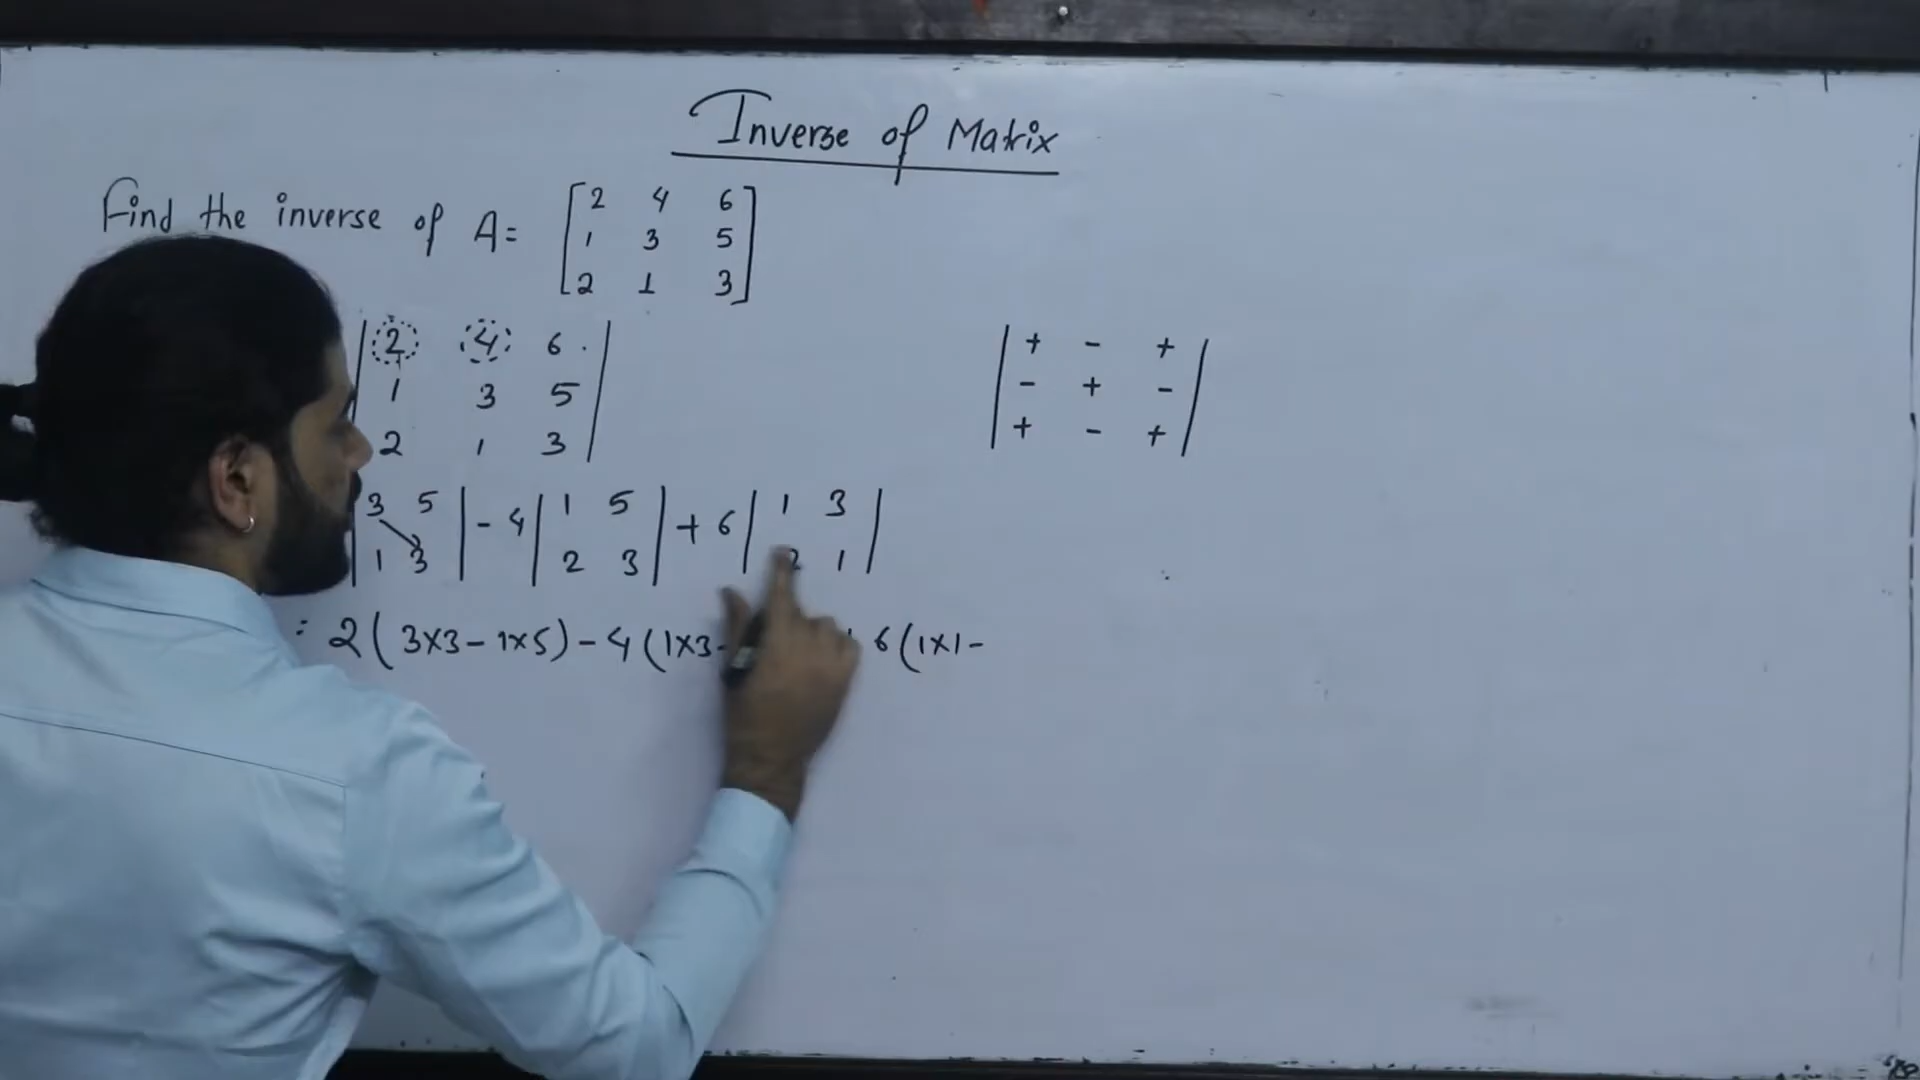 Inverse of Matrix
Find the inverse of A= [ 2 4 6
1 3 5
2 1 3 ]
| 2 4 6 . |
| 1 3 5 |
| 2 1 3 |
| + - + |
| - + - |
| + - + |
| 3 5 | - 4 | 1 5 | + 6 | 1 3 |
| 1 3 | | 2 3 | | 2 1 |
= 2 ( 3×3 - 1×5 ) - 4 ( 1×3 - 6 ( 1×1 -